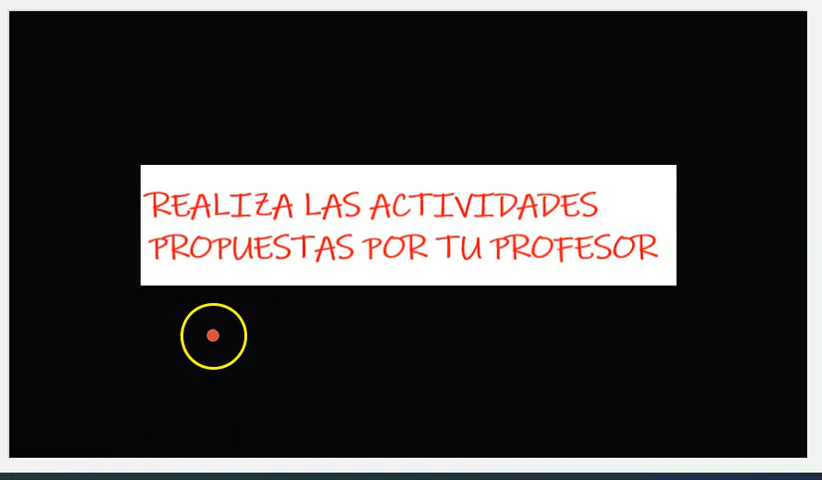 REALIZA LAS ACTIVIDADES
PROPUESTAS POR TU PROFESOR